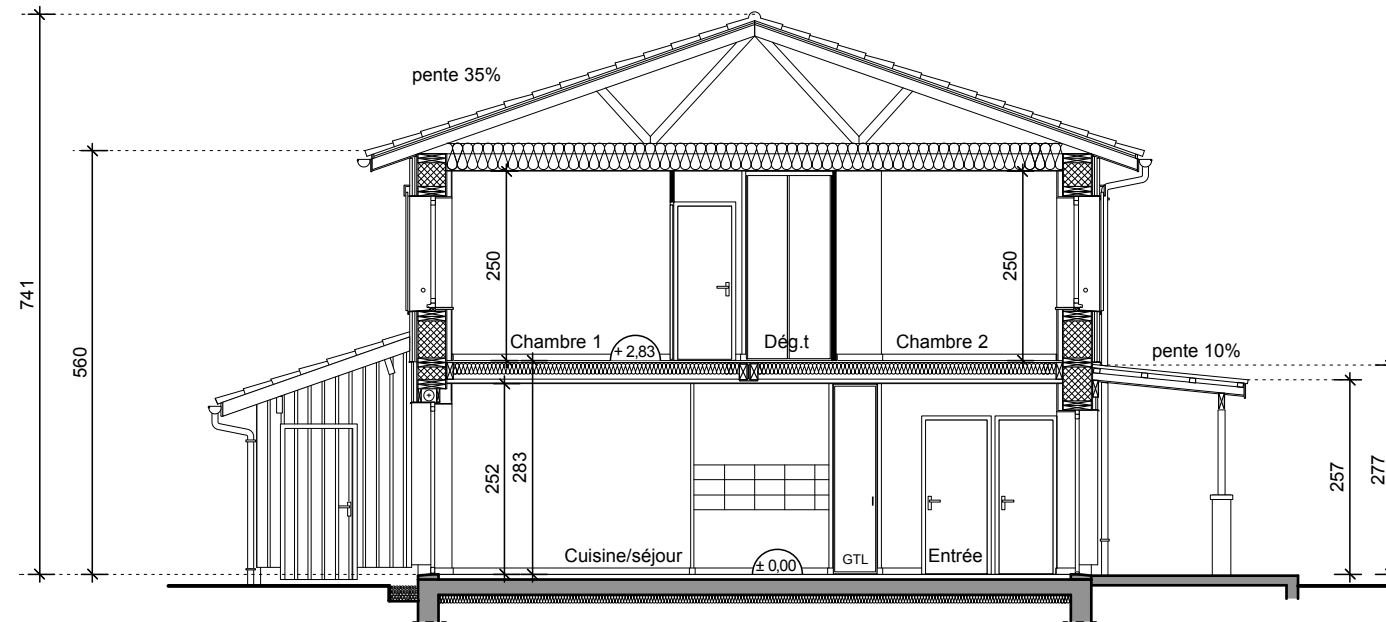 pente 35%
741
560
250
250
Chambre 1
+ 2,83
Dég.t
Chambre 2
pente 10%
252
283
257
277
Cuisine/séjour
± 0,00
GTL
Entrée